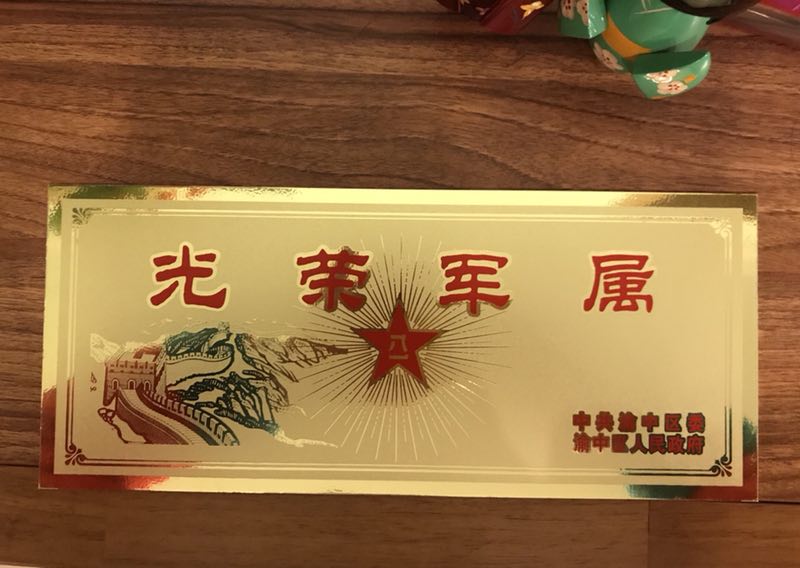 光荣军属
八一
中共渝中区委
渝中区人民政府